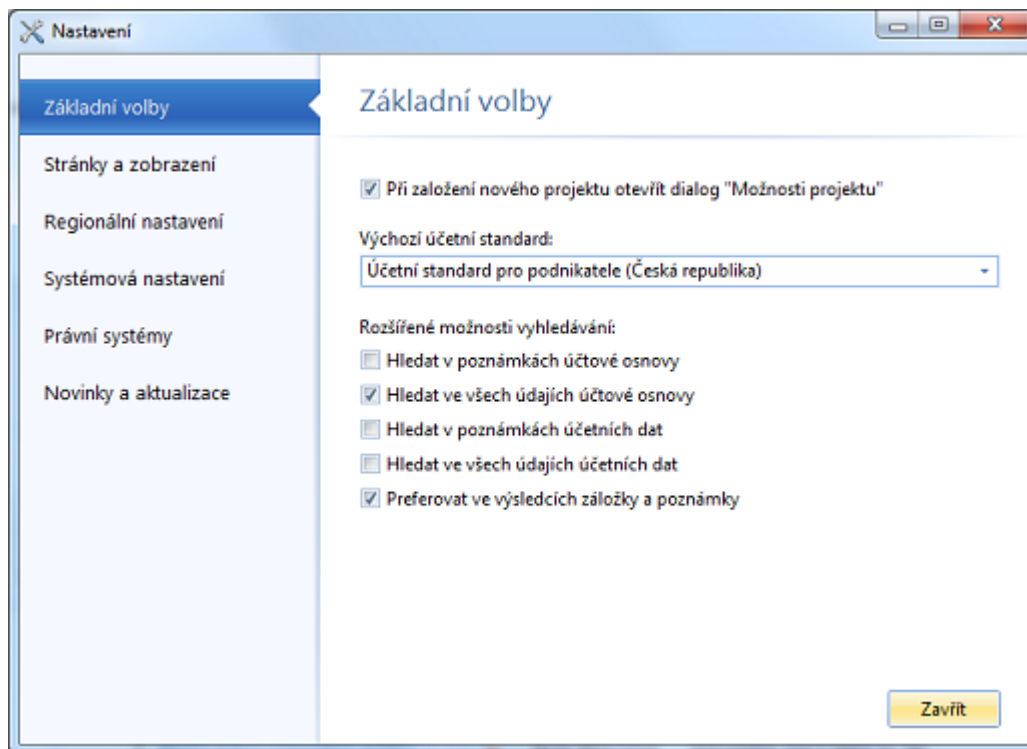 Nastavení
Základní volby
Stránky a zobrazení
Regionální nastavení
Systémová nastavení
Právní systémy
Novinky a aktualizace
Základní volby
Při založení nového projektu otevřít dialog "Možnosti projektu"
Výchozí účetní standard:
Účetní standard pro podnikatele (Česká republika)
Rozšířené možnosti vyhledávání:
Hledat v poznámkách účtové osnovy
Hledat ve všech údajích účtové osnovy
Hledat v poznámkách účetních dat
Hledat ve všech údajích účetních dat
Preferovat ve výsledcích záložky a poznámky
Zavřít